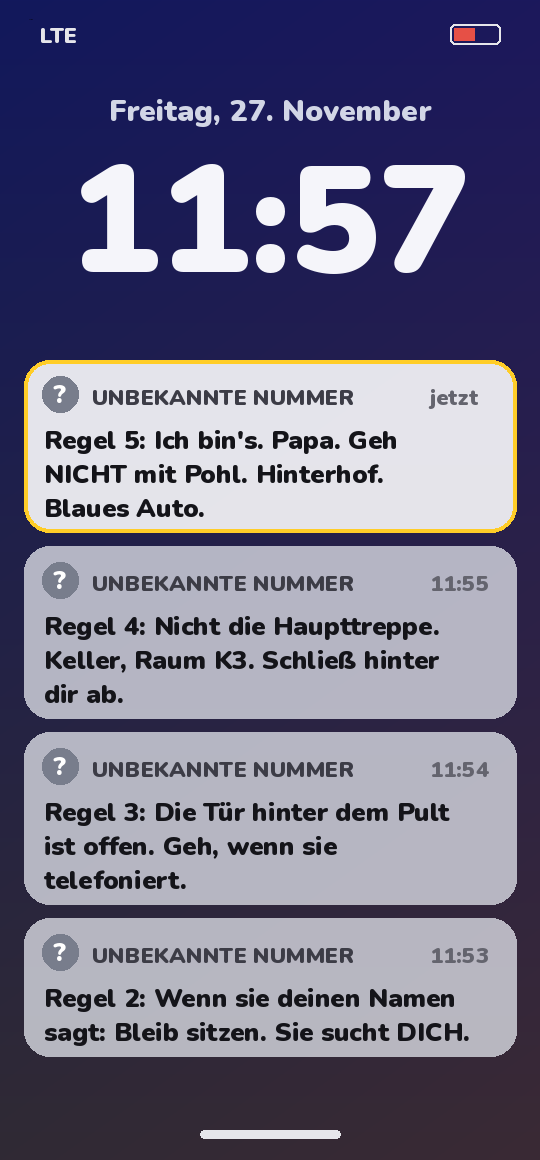 LTE
Freitag, 27. November
11:57
? UNBEKANNTE NUMMER jetzt
Regel 5: Ich bin's. Papa. Geh
NICHT mit Pohl. Hinterhof.
Blaues Auto.
? UNBEKANNTE NUMMER 11:55
Regel 4: Nicht die Haupttreppe.
Keller, Raum K3. Schließ hinter
dir ab.
? UNBEKANNTE NUMMER 11:54
Regel 3: Die Tür hinter dem Pult
ist offen. Geh, wenn sie
telefoniert.
? UNBEKANNTE NUMMER 11:53
Regel 2: Wenn sie deinen Namen
sagt: Bleib sitzen. Sie sucht DICH.